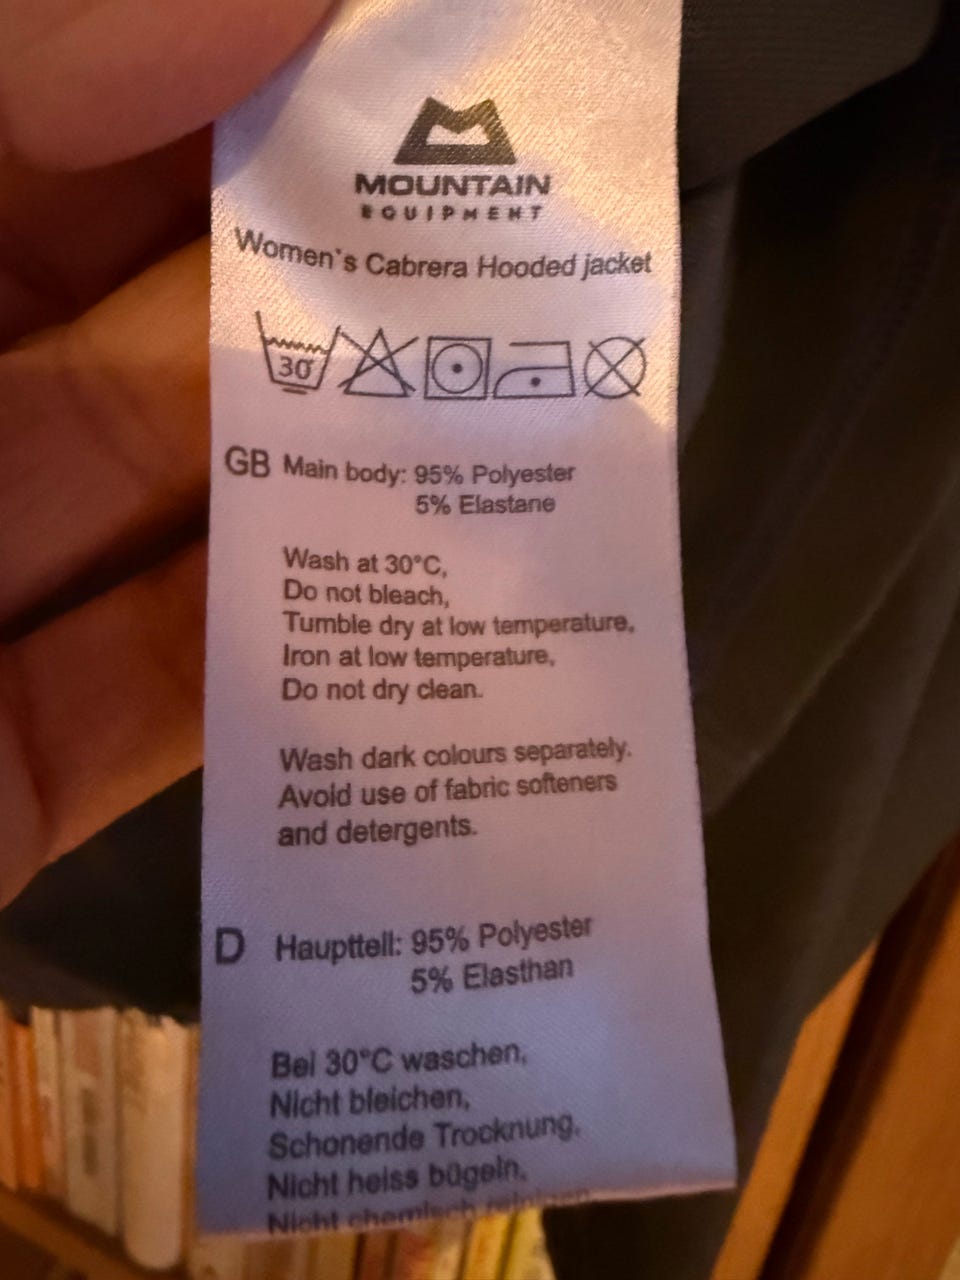 MOUNTAIN
EQUIPMENT
Women's Cabrera Hooded jacket
30
GB Main body: 95% Polyester
5% Elastane
Wash at 30°C,
Do not bleach,
Tumble dry at low temperature,
Iron at low temperature,
Do not dry clean.
Wash dark colours separately.
Avoid use of fabric softeners
and detergents.
D Hauptteil: 95% Polyester
5% Elasthan
Bei 30°C waschen,
Nicht bleichen,
Schonende Trocknung,
Nicht heiss bügeln,
Nicht chemisch reinigen